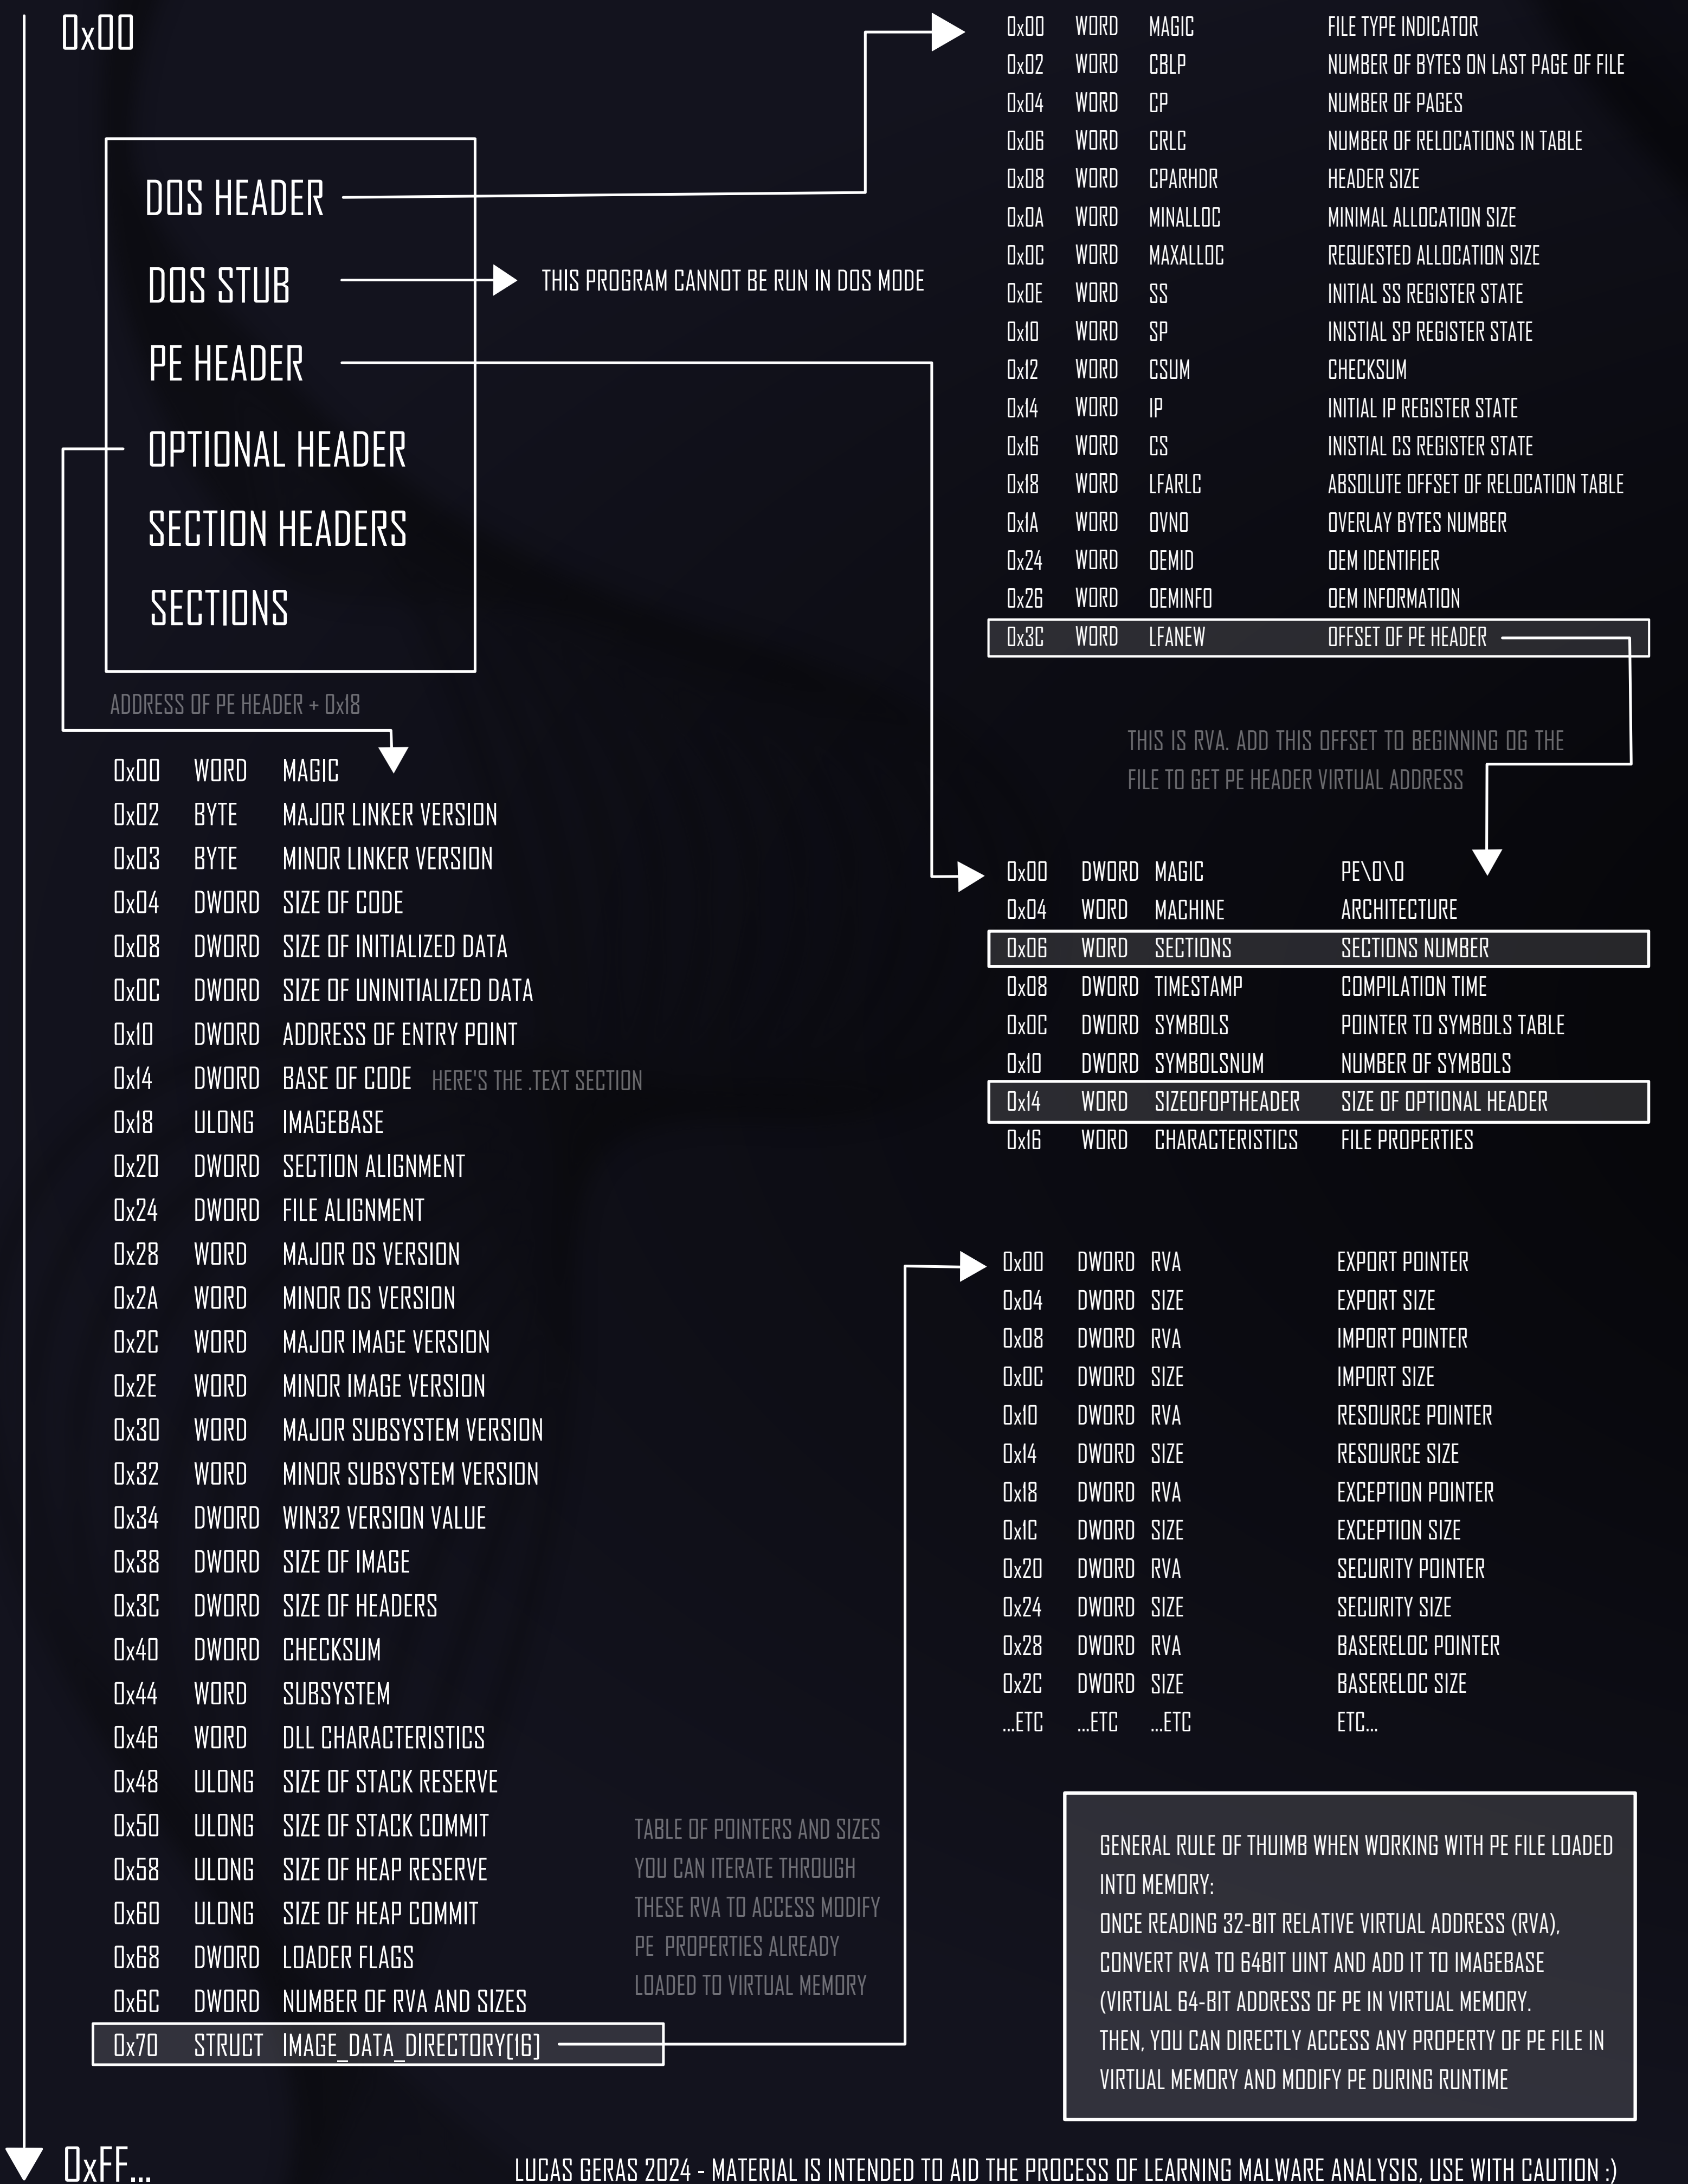 0x00
DOS HEADER
DOS STUB
THIS PROGRAM CANNOT BE RUN IN DOS MODE
PE HEADER
OPTIONAL HEADER
SECTION HEADERS
SECTIONS
ADDRESS OF PE HEADER + 0x18
0x00 WORD MAGIC
0x02 BYTE MAJOR LINKER VERSION
0x03 BYTE MINOR LINKER VERSION
0x04 DWORD SIZE OF CODE
0x08 DWORD SIZE OF INITIALIZED DATA
0x0C DWORD SIZE OF UNINITIALIZED DATA
0x10 DWORD ADDRESS OF ENTRY POINT
0x14 DWORD BASE OF CODE HERE'S THE .TEXT SECTION
0x18 ULONG IMAGEBASE
0x20 DWORD SECTION ALIGNMENT
0x24 DWORD FILE ALIGNMENT
0x28 WORD MAJOR OS VERSION
0x2A WORD MINOR OS VERSION
0x2C WORD MAJOR IMAGE VERSION
0x2E WORD MINOR IMAGE VERSION
0x30 WORD MAJOR SUBSYSTEM VERSION
0x32 WORD MINOR SUBSYSTEM VERSION
0x34 DWORD WIN32 VERSION VALUE
0x38 DWORD SIZE OF IMAGE
0x3C DWORD SIZE OF HEADERS
0x40 DWORD CHECKSUM
0x44 WORD SUBSYSTEM
0x46 WORD DLL CHARACTERISTICS
0x48 ULONG SIZE OF STACK RESERVE
0x50 ULONG SIZE OF STACK COMMIT
0x58 ULONG SIZE OF HEAP RESERVE
0x60 ULONG SIZE OF HEAP COMMIT
0x68 DWORD LOADER FLAGS
0x6C DWORD NUMBER OF RVA AND SIZES
0x70 STRUCT IMAGE_DATA_DIRECTORY[16]
TABLE OF POINTERS AND SIZES
YOU CAN ITERATE THROUGH
THESE RVA TO ACCESS MODIFY
PE PROPERTIES ALREADY
LOADED TO VIRTUAL MEMORY
0x00 WORD MAGIC FILE TYPE INDICATOR
0x02 WORD CBLP NUMBER OF BYTES ON LAST PAGE OF FILE
0x04 WORD CP NUMBER OF PAGES
0x06 WORD CRLC NUMBER OF RELOCATIONS IN TABLE
0x08 WORD CPARHDR HEADER SIZE
0x0A WORD MINALLOC MINIMAL ALLOCATION SIZE
0x0C WORD MAXALLOC REQUESTED ALLOCATION SIZE
0x0E WORD SS INITIAL SS REGISTER STATE
0x10 WORD SP INISTIAL SP REGISTER STATE
0x12 WORD CSUM CHECKSUM
0x14 WORD IP INITIAL IP REGISTER STATE
0x16 WORD CS INISTIAL CS REGISTER STATE
0x18 WORD LFARLC ABSOLUTE OFFSET OF RELOCATION TABLE
0x1A WORD OVNO OVERLAY BYTES NUMBER
0x24 WORD OEMID OEM IDENTIFIER
0x26 WORD OEMINFO OEM INFORMATION
0x3C WORD LFANEW OFFSET OF PE HEADER
THIS IS RVA. ADD THIS OFFSET TO BEGINNING OG THE
FILE TO GET PE HEADER VIRTUAL ADDRESS
0x00 DWORD MAGIC PE\0\0
0x04 WORD MACHINE ARCHITECTURE
0x06 WORD SECTIONS SECTIONS NUMBER
0x08 DWORD TIMESTAMP COMPILATION TIME
0x0C DWORD SYMBOLS POINTER TO SYMBOLS TABLE
0x10 DWORD SYMBOLSNUM NUMBER OF SYMBOLS
0x14 WORD SIZEOFOPTHEADER SIZE OF OPTIONAL HEADER
0x16 WORD CHARACTERISTICS FILE PROPERTIES
0x00 DWORD RVA EXPORT POINTER
0x04 DWORD SIZE EXPORT SIZE
0x08 DWORD RVA IMPORT POINTER
0x0C DWORD SIZE IMPORT SIZE
0x10 DWORD RVA RESOURCE POINTER
0x14 DWORD SIZE RESOURCE SIZE
0x18 DWORD RVA EXCEPTION POINTER
0x1C DWORD SIZE EXCEPTION SIZE
0x20 DWORD RVA SECURITY POINTER
0x24 DWORD SIZE SECURITY SIZE
0x28 DWORD RVA BASERELOC POINTER
0x2C DWORD SIZE BASERELOC SIZE
...ETC ...ETC ...ETC ETC...
GENERAL RULE OF THUIMB WHEN WORKING WITH PE FILE LOADED
INTO MEMORY:
ONCE READING 32-BIT RELATIVE VIRTUAL ADDRESS (RVA),
CONVERT RVA TO 64BIT UINT AND ADD IT TO IMAGEBASE
(VIRTUAL 64-BIT ADDRESS OF PE IN VIRTUAL MEMORY.
THEN, YOU CAN DIRECTLY ACCESS ANY PROPERTY OF PE FILE IN
VIRTUAL MEMORY AND MODIFY PE DURING RUNTIME
0xFF...
LUCAS GERAS 2024 - MATERIAL IS INTENDED TO AID THE PROCESS OF LEARNING MALWARE ANALYSIS, USE WITH CAUTION :)